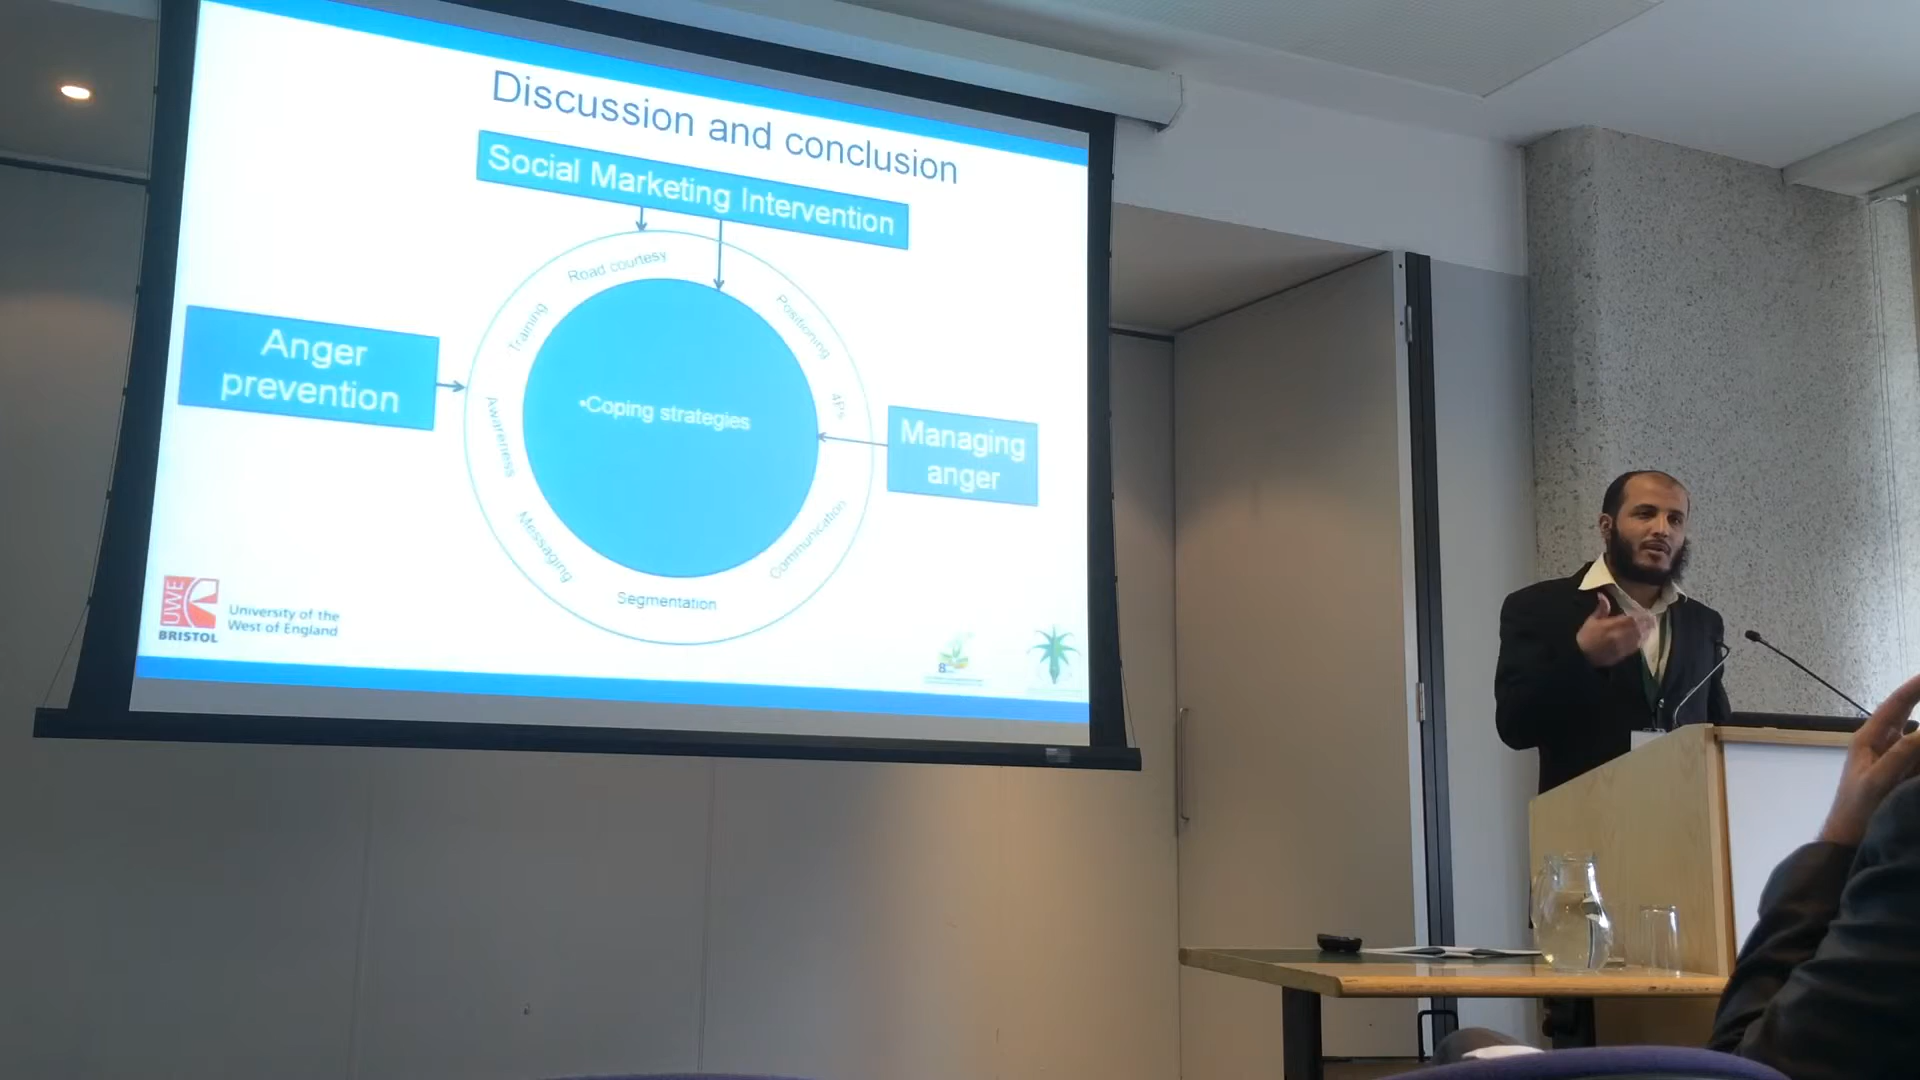 Discussion and conclusion
Social Marketing Intervention
Road courtesy
Training
Positioning
Anger
prevention
4Ps
Awareness
•Coping strategies
Managing
anger
Messaging
Communication
Segmentation
UWE
BRISTOL
University of the
West of England
8